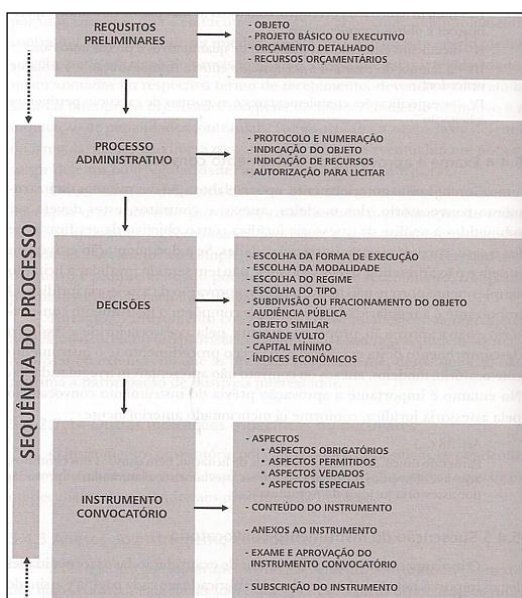 REQUSITOS
PRELIMINARES
- OBJETO
- PROJETO BÁSICO OU EXECUTIVO
- ORÇAMENTO DETALHADO
- RECURSOS ORÇAMENTÁRIOS
PROCESSO
ADMINISTRATIVO
- PROTOCOLO E NUMERAÇÃO
- INDICAÇÃO DO OBJETO
- INDICAÇÃO DE RECURSOS
- AUTORIZAÇÃO PARA LICITAR
SEQUÊNCIA DO PROCESSO
DECISÕES
- ESCOLHA DA FORMA DE EXECUÇÃO
- ESCOLHA DA MODALIDADE
- ESCOLHA DO REGIME
- ESCOLHA DO TIPO
- SUBDIVISÃO OU FRACIONAMENTO DO OBJETO
- AUDIÊNCIA PÚBLICA
- OBJETO SIMILAR
- GRANDE VULTO
- CAPITAL MÍNIMO
- ÍNDICES ECONÔMICOS
INSTRUMENTO
CONVOCATÓRIO
- ASPECTOS
• ASPECTOS OBRIGATÓRIOS
• ASPECTOS PERMITIDOS
• ASPECTOS VEDADOS
• ASPECTOS ESPECIAIS
- CONTEÚDO DO INSTRUMENTO
- ANEXOS AO INSTRUMENTO
- EXAME E APROVAÇÃO DO
INSTRUMENTO CONVOCATÓRIO
- SUBSCRIÇÃO DO INSTRUMENTO